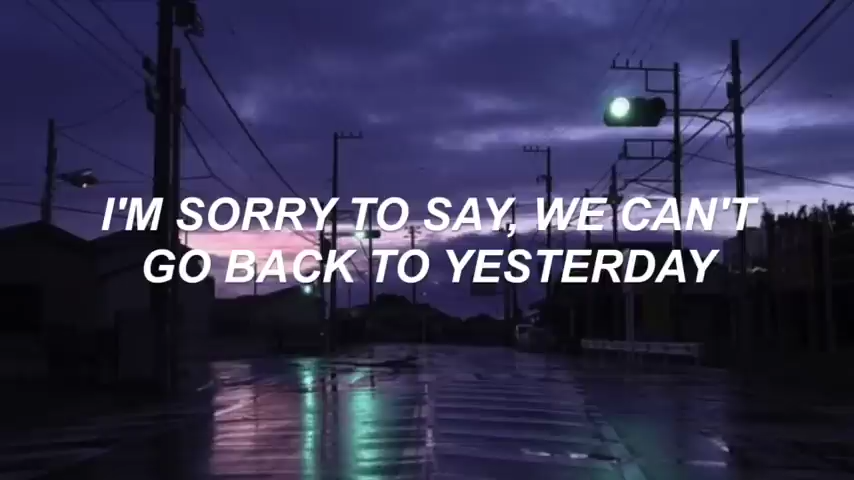 I'M SORRY TO SAY, WE CAN'T
GO BACK TO YESTERDAY